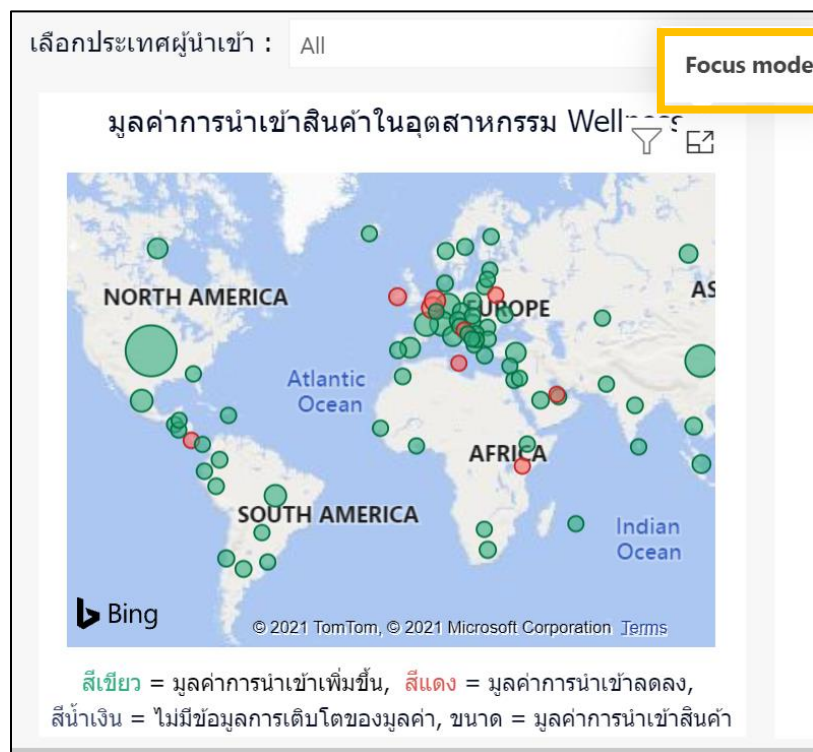 เลือกประเทศผู้นำเข้า : All
Focus mode
มูลค่าการนำเข้าสินค้าในอุตสาหกรรม
NORTH AMERICA
EUROPE
AS
Atlantic
Ocean
AFRICA
SOUTH AMERICA
Indian
Ocean
Bing
© 2021 TomTom, © 2021 Microsoft Corporation Terms
สีเขียว = มูลค่าการนำเข้าเพิ่มขึ้น, สีแดง = มูลค่าการนำเข้าลดลง,
สีน้ำเงิน = ไม่มีข้อมูลการเติบโตของมูลค่า, ขนาด = มูลค่าการนำเข้าสินค้า